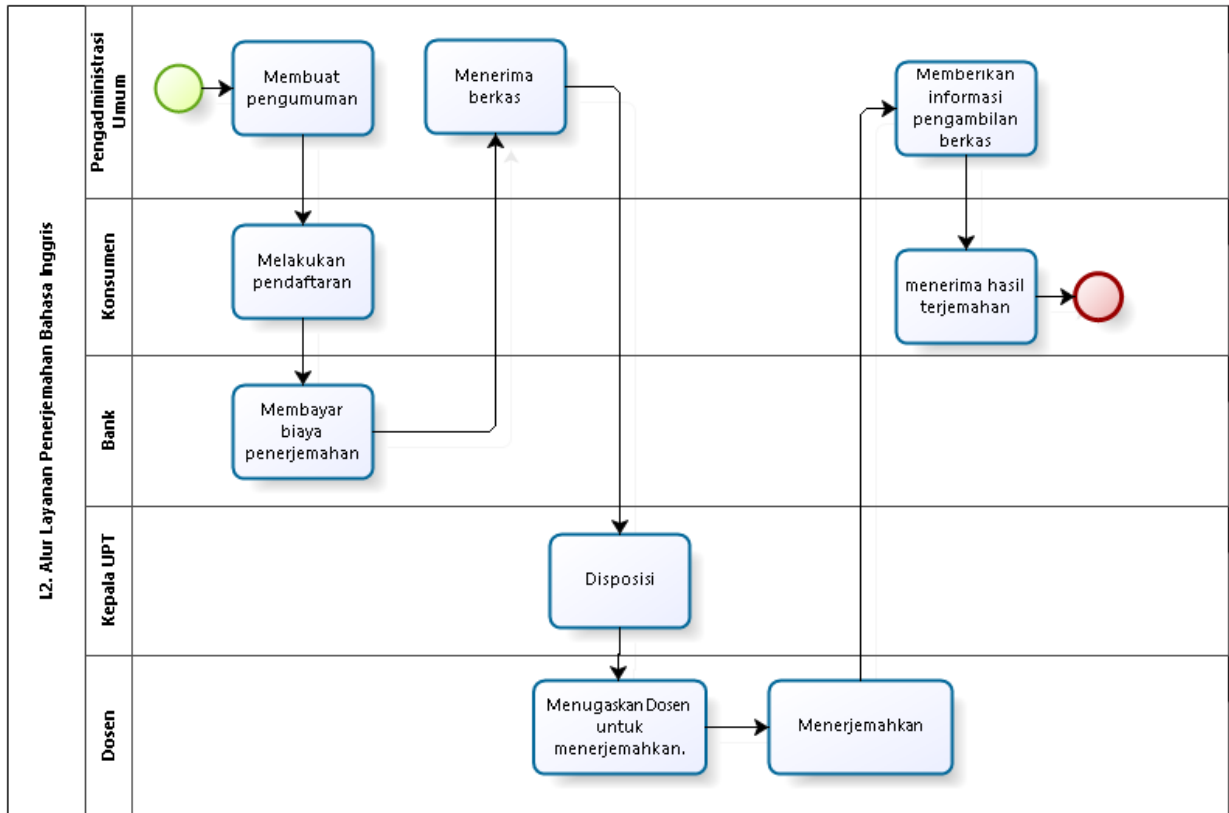 L2. Alur Layanan Penerjemahan Bahasa Inggris
Pengadministrasi
Umum
Membuat
pengumuman
Menerima
berkas
Memberikan
informasi
pengambilan
berkas
Konsumen
Melakukan
pendaftaran
menerima hasil
terjemahan
Bank
Membayar
biaya
penerjemahan
Kepala UPT
Disposisi
Dosen
Menugaskan Dosen
untuk
menerjemahkan.
Menerjemahkan